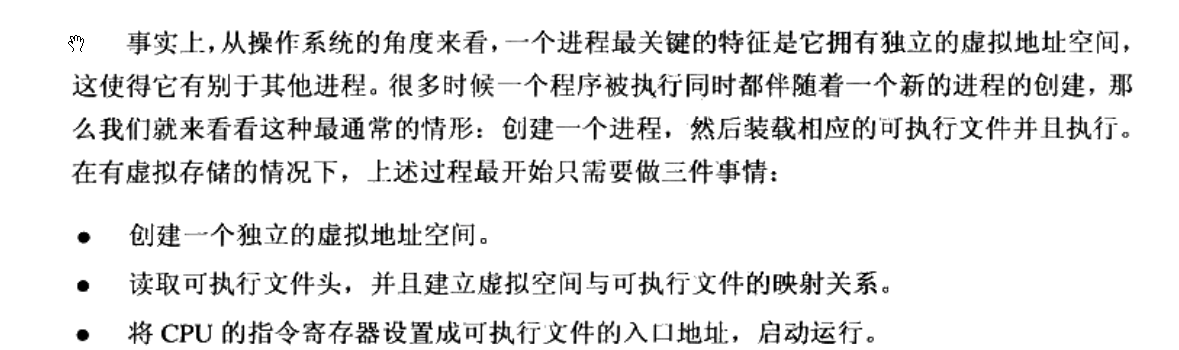 事实上，从操作系统的角度来看，一个进程最关键的特征是它拥有独立的虚拟地址空间，
这使得它有别于其他进程。很多时候一个程序被执行同时都伴随着一个新的进程的创建，那
么我们就来看看这种最通常的情形：创建一个进程，然后装载相应的可执行文件并且执行。
在有虚拟存储的情况下，上述过程最开始只需要做三件事情：
● 创建一个独立的虚拟地址空间。
● 读取可执行文件头，并且建立虚拟空间与可执行文件的映射关系。
● 将 CPU 的指令寄存器设置成可执行文件的入口地址，启动运行。